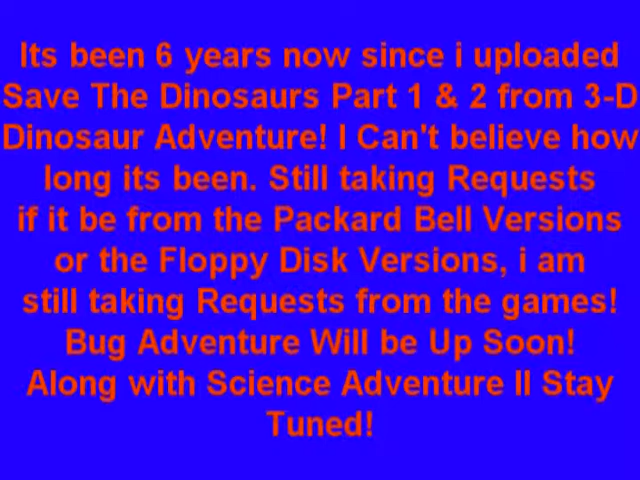 Its been 6 years now since i uploaded
Save The Dinosaurs Part 1 & 2 from 3-D
Dinosaur Adventure! I Can't believe how
long its been. Still taking Requests
if it be from the Packard Bell Versions
or the Floppy Disk Versions, i am
still taking Requests from the games!
Bug Adventure Will be Up Soon!
Along with Science Adventure II Stay
Tuned!